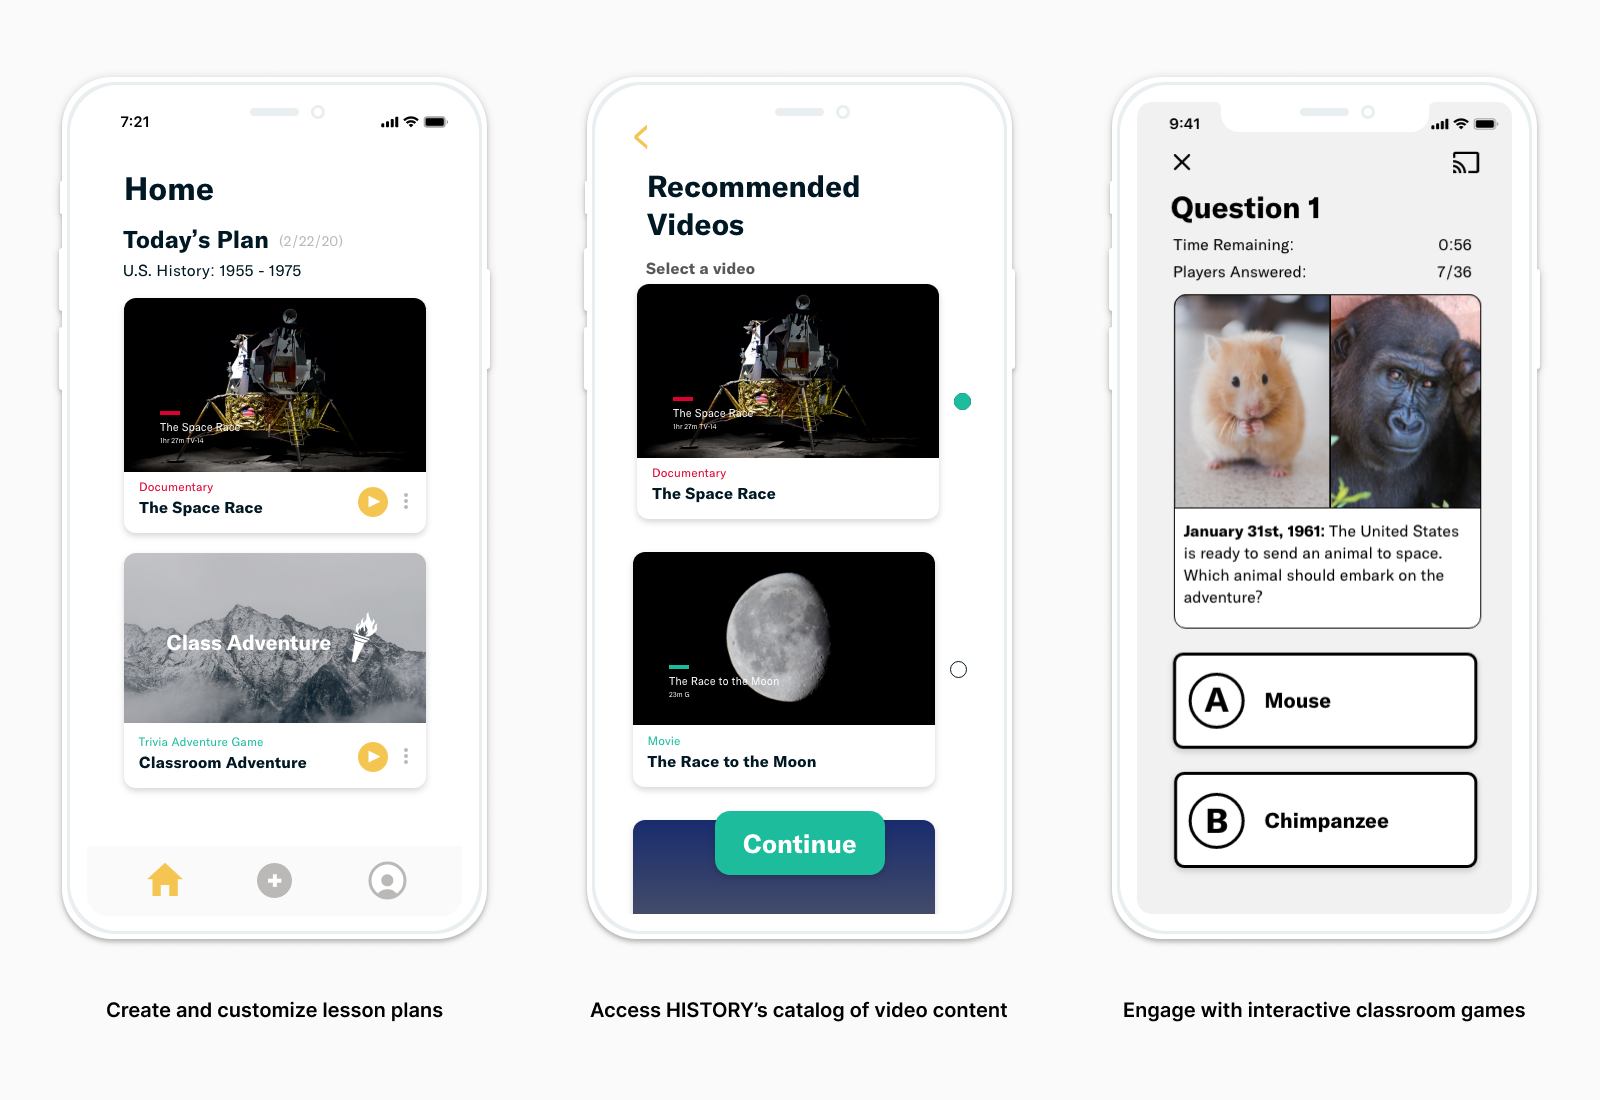 7:21
Home
Today’s Plan (2/22/20)
U.S. History: 1955 - 1975
The Space Race
1hr 27m TV-14
Documentary
The Space Race
Class Adventure
Trivia Adventure Game
Classroom Adventure
Create and customize lesson plans
Recommended
Videos
Select a video
The Space Race
1hr 27m TV-14
Documentary
The Space Race
The Race to the Moon
23m G
Movie
The Race to the Moon
Continue
Access HISTORY’s catalog of video content
9:41
Question 1
Time Remaining: 0:56
Players Answered: 7/36
January 31st, 1961: The United States
is ready to send an animal to space.
Which animal should embark on the
adventure?
A Mouse
B Chimpanzee
Engage with interactive classroom games